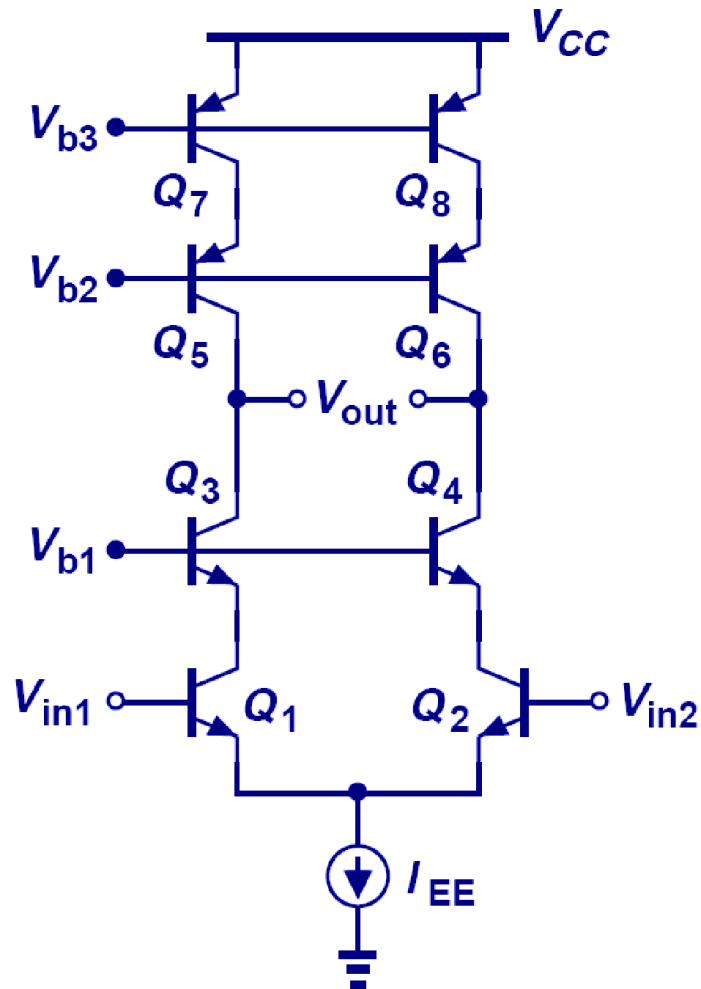 VCC
Vb3
Q7 Q8
Vb2
Q5 Q6
Vout
Q3 Q4
Vb1
Vin1 Q1 Q2 Vin2
IEE